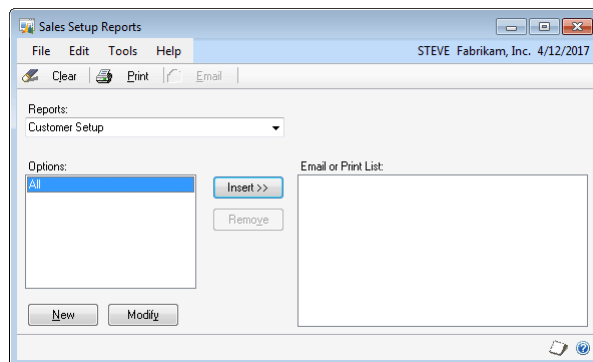 Sales Setup Reports
File Edit Tools Help STEVE Fabrikam, Inc. 4/12/2017
Clear Print Email
Reports:
Customer Setup
Options: Email or Print List:
All
Insert >>
Remove
New Modify